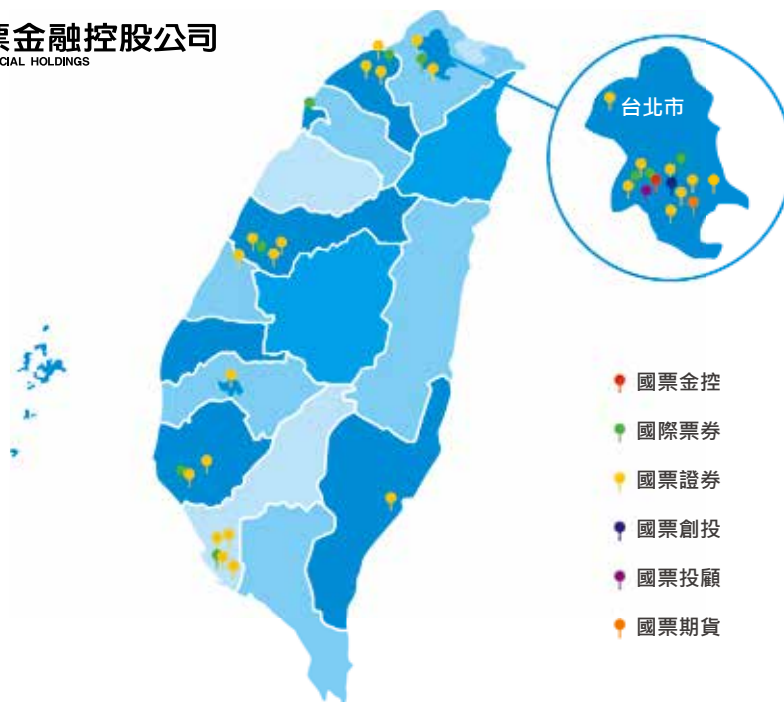 票金融控股公司
CIAL HOLDINGS
台北市
國票金控
國際票券
國票證券
國票創投
國票投顧
國票期貨